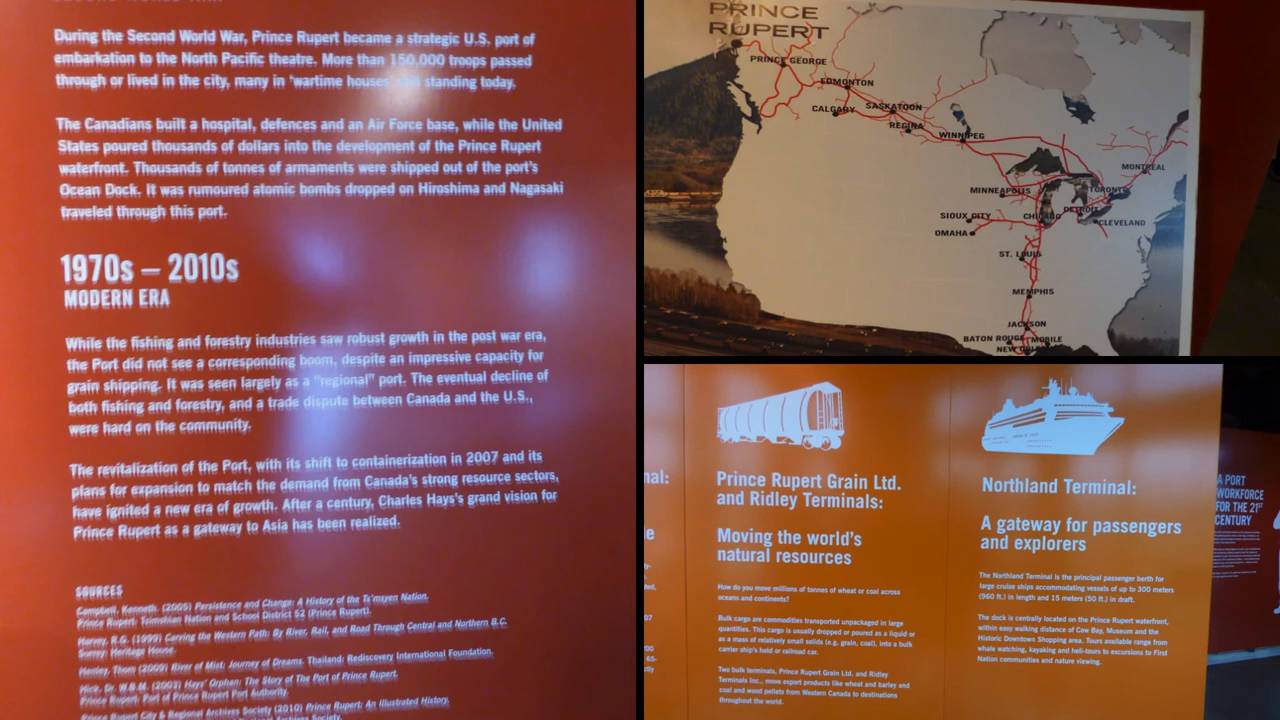 During the Second World War, Prince Rupert became a strategic U.S. port of
embarkation to the North Pacific theatre. More than 150,000 troops passed
through or lived in the city, many in 'wartime houses' still standing today.
The Canadians built a hospital, defences and an Air Force base, while the United
States poured thousands of dollars into the development of the Prince Rupert
waterfront. Thousands of tonnes of armaments were shipped out of the port's
Ocean Dock. It was rumoured atomic bombs dropped on Hiroshima and Nagasaki
traveled through this port.
1970s – 2010s
MODERN ERA
While the fishing and forestry industries saw robust growth in the post war era,
the Port did not see a corresponding boom, despite an impressive capacity for
grain shipping. It was seen largely as a "regional" port. The eventual decline of
both fishing and forestry, and a trade dispute between Canada and the U.S.,
were hard on the community.
The revitalization of the Port, with its shift to containerization in 2007 and its
plans for expansion to match the demand from Canada's strong resource sectors,
have ignited a new era of growth. After a century, Charles Hays's grand vision for
Prince Rupert as a gateway to Asia has been realized.
SOURCES
Campbell, Kenneth. (2005) Persistence and Change: A History of the Ts'msyen Nation.
Prince Rupert: Tsimshian Nation and School District 52 (Prince Rupert).
Harvey, R.G. (1999) Carving the Western Path: By River, Rail, and Road Through Central and Northern B.C.
Surrey: Heritage House.
Henley, Thom (2009) River of Mist: Journey of Dreams. Thailand: Rediscovery International Foundation.
Hick, Dr. W.B.M. (2003) Hays' Orphan: The Story of The Port of Prince Rupert.
Prince Rupert: Port of Prince Rupert Port Authority.
Prince Rupert City & Regional Archives Society (2010) Prince Rupert: An Illustrated History.
Archives Society.
PRINCE
RUPERT
PRINCE GEORGE
EDMONTON
CALGARY
SASKATOON
REGINA
WINNIPEG
MONTREAL
MINNEAPOLIS
TORONTO
SIOUX CITY
CHICAGO
DETROIT
CLEVELAND
OMAHA
ST. LOUIS
MEMPHIS
JACKSON
BATON ROUGE
MOBILE
NEW
nal:
Prince Rupert Grain Ltd.
and Ridley Terminals:
Moving the world's
natural resources
How do you move millions of tonnes of wheat or coal across
oceans and continents?
Bulk cargo are commodities transported unpackaged in large
quantities. This cargo is usually dropped or poured as a liquid or
as a mass of relatively small solids (e.g. grain, coal), into a bulk
carrier ship's hold or railroad car.
Two bulk terminals, Prince Rupert Grain Ltd. and Ridley
Terminals Inc., move export products like wheat and barley and
coal and wood pellets from Western Canada to destinations
throughout the world.
Northland Terminal:
A gateway for passengers
and explorers
The Northland Terminal is the principal passenger berth for
large cruise ships accommodating vessels of up to 300 meters
(960 ft.) in length and 15 meters (50 ft.) in draft.
The dock is centrally located on the Prince Rupert waterfront,
within easy walking distance of Cow Bay, Museum and the
Historic Downtown Shopping area. Tours available range from
whale watching, kayaking and heli-tours to excursions to First
Nation communities and nature viewing.
A PORT
WORKFORCE
FOR THE 21ST
CENTURY